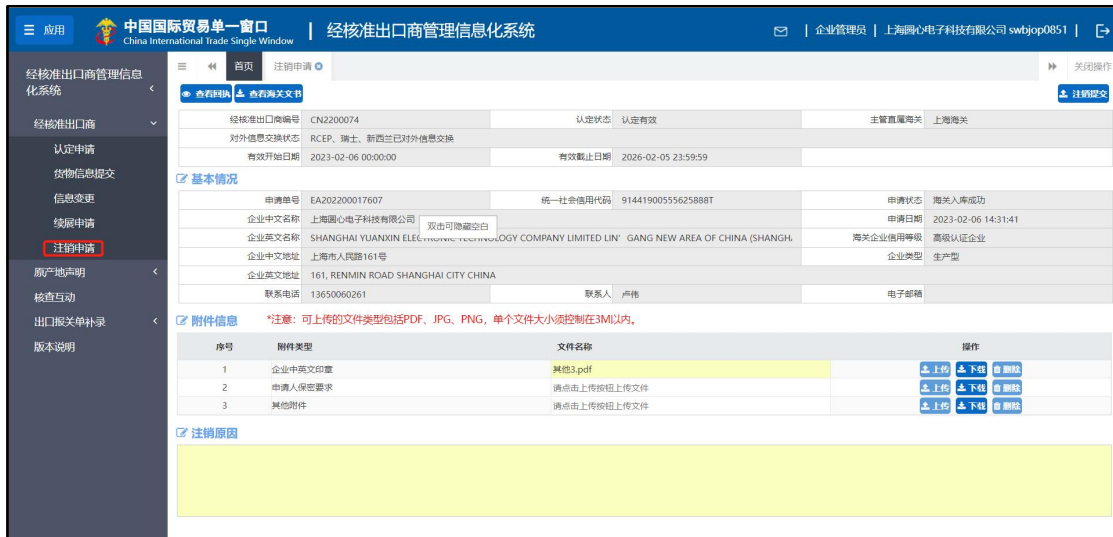 应用 中国国际贸易单一窗口 China International Trade Single Window | 经核准出口商管理信息化系统 | 企业管理员 | 上海圆心电子科技有限公司 swbjop0851 |
经核准出口商管理信息化系统
首页 注销申请 关闭操作
查看回执 查看海关文书 注销提交
经核准出口商
认定申请
货物信息提交
信息变更
续展申请
注销申请
原产地声明
核查互动
出口报关单补录
版本说明
经核准出口商编号 CN2200074 认定状态 认定有效 主管直属海关 上海海关
对外信息交换状态 RCEP、瑞士、新西兰已对外信息交换
有效开始日期 2023-02-06 00:00:00 有效截止日期 2026-02-05 23:59:59
基本情况
申请单号 EA202200017607 统一社会信用代码 91441900555625888T 申请状态 海关入库成功
企业中文名称 上海圆心电子科技有限公司 申请日期 2023-02-06 14:31:41
双击可隐藏空白
企业英文名称 SHANGHAI YUANXIN ELECTRONIC TECHNOLOGY COMPANY LIMITED LIN' GANG NEW AREA OF CHINA (SHANGH, 海关企业信用等级 高级认证企业
企业中文地址 上海市人民路161号 企业类型 生产型
企业英文地址 161, RENMIN ROAD SHANGHAI CITY CHINA
联系电话 13650060261 联系人 卢伟 电子邮箱
附件信息 *注意：可上传的文件类型包括PDF、JPG、PNG，单个文件大小须控制在3M以内。
序号 附件类型 文件名称 操作
1 企业中英文印章 其他3.pdf 上传 下载 删除
2 申请人保密要求 请点击上传按钮上传文件 上传 下载 删除
3 其他附件 请点击上传按钮上传文件 上传 下载 删除
注销原因